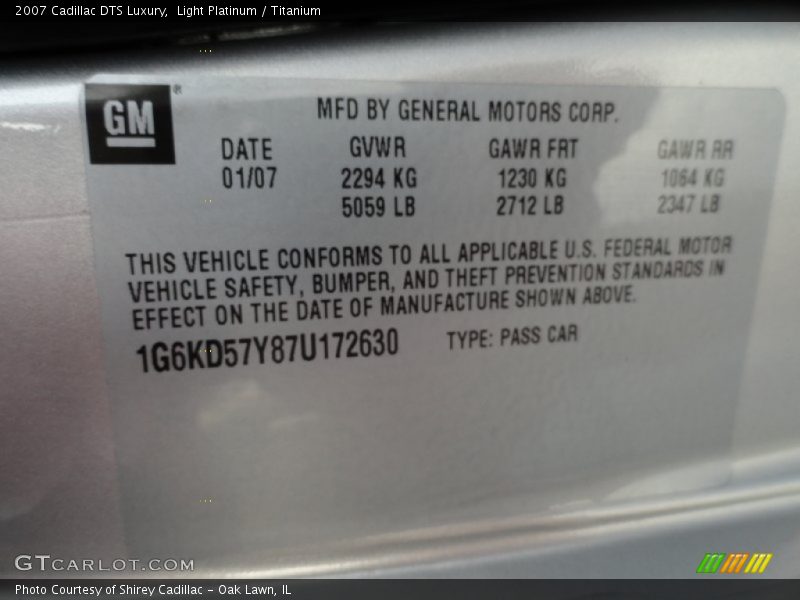 2007 Cadillac DTS Luxury, Light Platinum / Titanium
GM®
MFD BY GENERAL MOTORS CORP.
DATE GVWR GAWR FRT GAWR RR
01/07 2294 KG 1230 KG 1064 KG
5059 LB 2712 LB 2347 LB
THIS VEHICLE CONFORMS TO ALL APPLICABLE U.S. FEDERAL MOTOR
VEHICLE SAFETY, BUMPER, AND THEFT PREVENTION STANDARDS IN
EFFECT ON THE DATE OF MANUFACTURE SHOWN ABOVE.
1G6KD57Y87U172630 TYPE: PASS CAR
GTCARLOT.COM
Photo Courtesy of Shirey Cadillac - Oak Lawn, IL